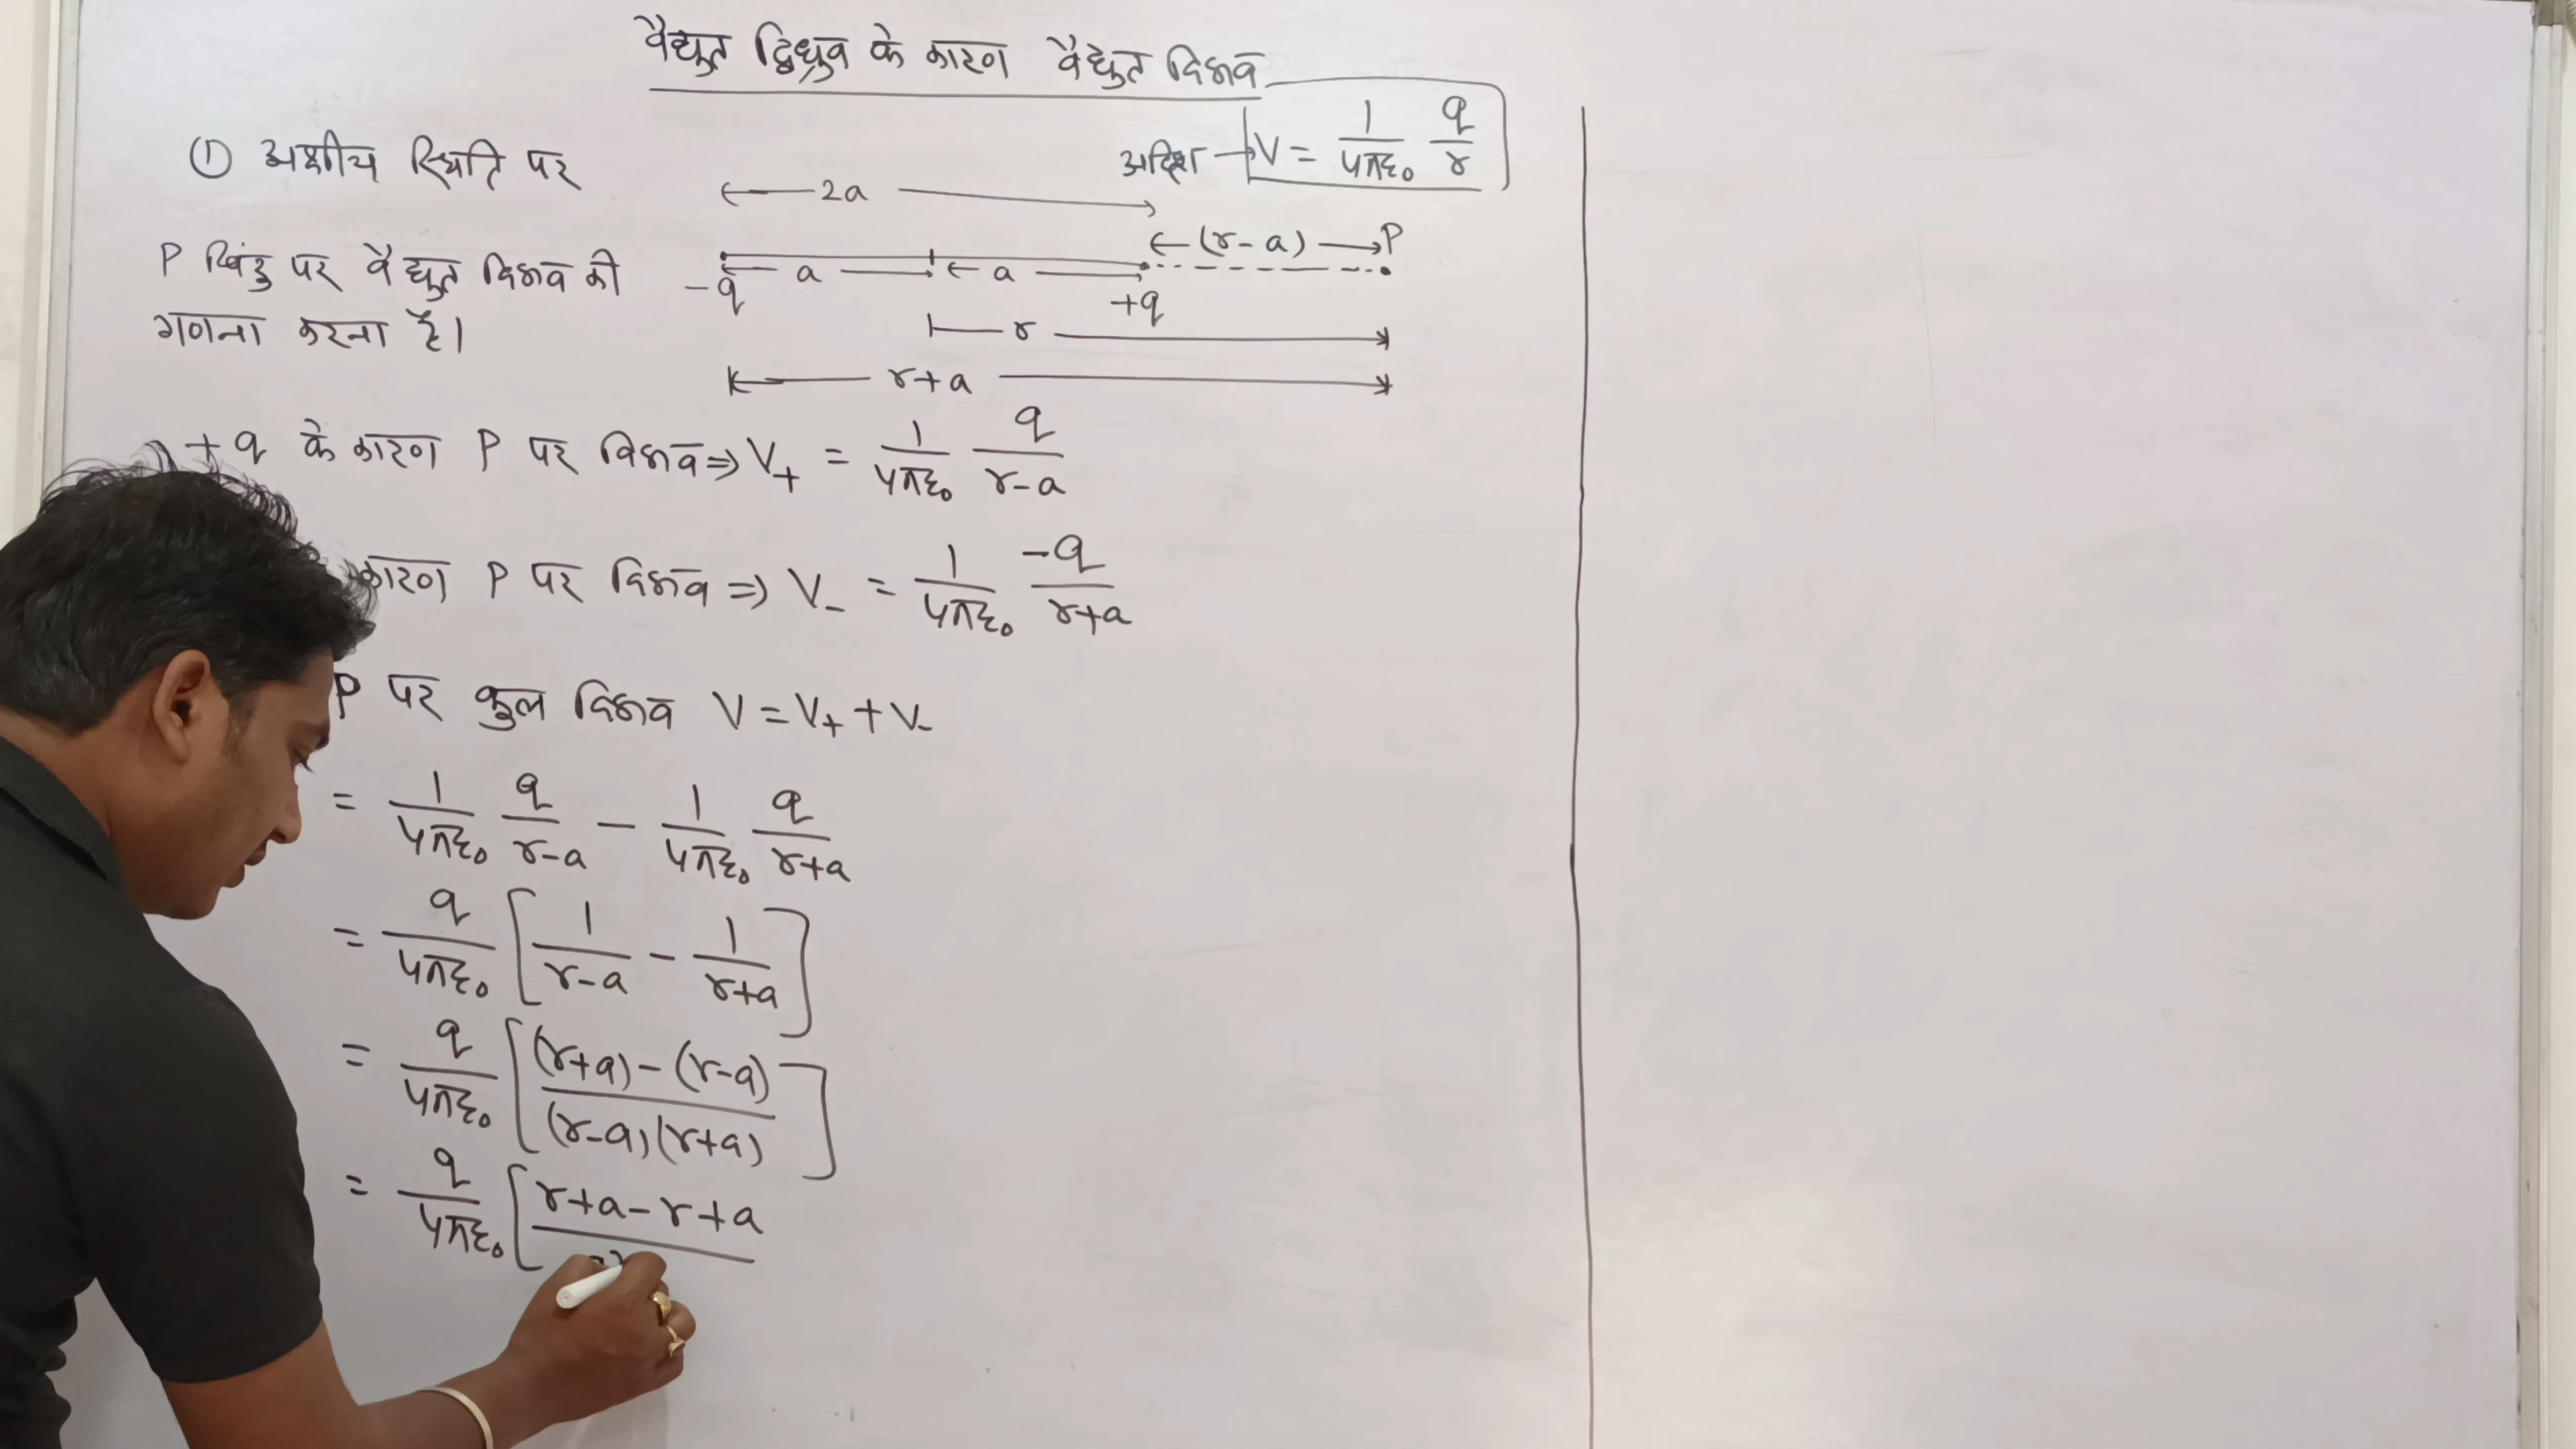 वैद्युत द्विध्रुव के कारण वैद्युत विभव
① अक्षीय स्थिति पर
अदिश → V = 1/4πε₀ q/r
← 2a →
← (r-a) → P
P बिंदु पर वैद्युत विभव की
गणना करना है।
← a → ← a →
-q +q
r
r+a
+q के कारण P पर विभव ⇒ V₊ = 1/4πε₀ q/r-a
कारण P पर विभव ⇒ V₋ = 1/4πε₀ -q/r+a
P पर कुल विभव V = V₊ + V₋
= 1/4πε₀ q/r-a - 1/4πε₀ q/r+a
= q/4πε₀ [1/r-a - 1/r+a]
= q/4πε₀ [(r+a)-(r-a)/(r-a)(r+a)]
= q/4πε₀ [r+a-r+a